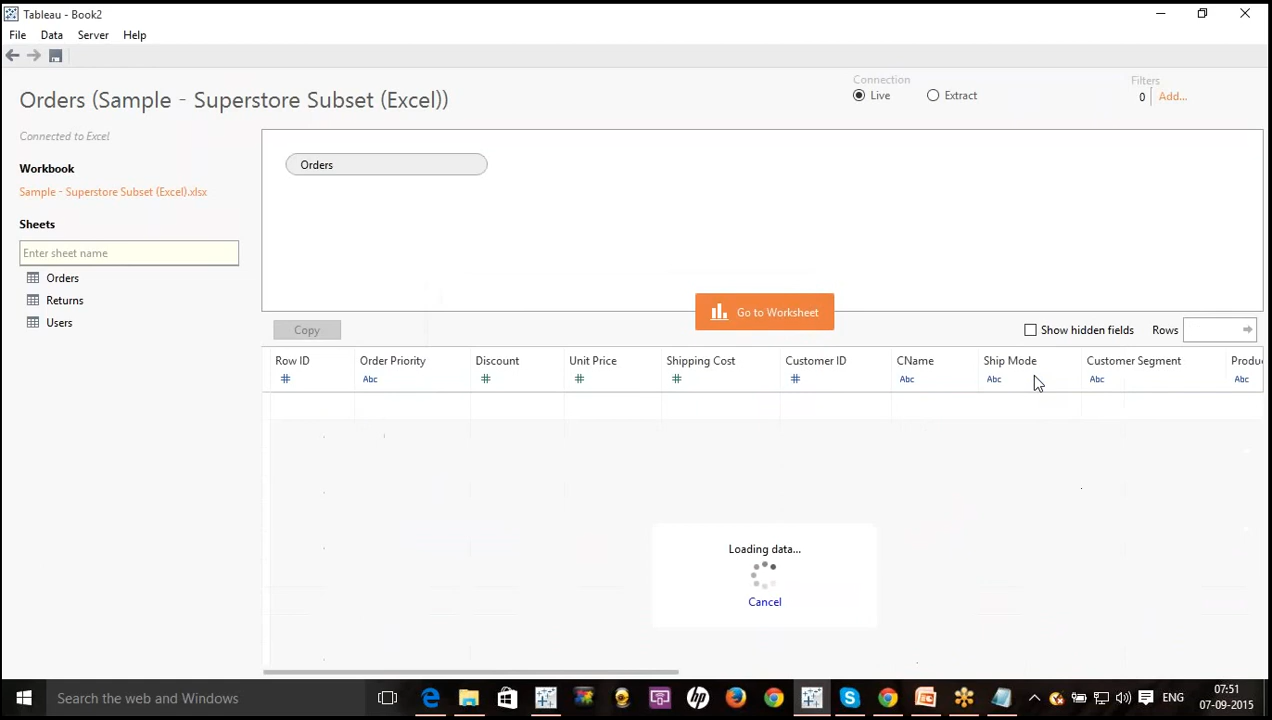 Tableau - Book2
File Data Server Help
Orders (Sample - Superstore Subset (Excel))
Connected to Excel
Connection
Live Extract
Filters
0 Add...
Workbook
Sample - Superstore Subset (Excel).xlsx
Sheets
Enter sheet name
Orders
Returns
Users
Orders
Go to Worksheet
Copy
Show hidden fields Rows
Row ID Order Priority Discount Unit Price Shipping Cost Customer ID CName Ship Mode Customer Segment Produ
# Abc # # # # Abc Abc Abc Abc
Loading data...
Cancel
Search the web and Windows
ENG
07:51
07-09-2015